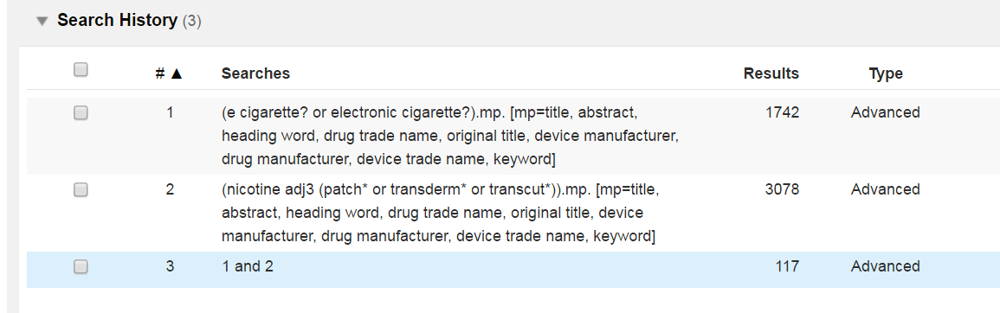 Search History (3)
# ▲ Searches Results Type
1 (e cigarette? or electronic cigarette?).mp. [mp=title, abstract, 1742 Advanced
heading word, drug trade name, original title, device manufacturer,
drug manufacturer, device trade name, keyword]
2 (nicotine adj3 (patch* or transderm* or transcut*)).mp. [mp=title, 3078 Advanced
abstract, heading word, drug trade name, original title, device
manufacturer, drug manufacturer, device trade name, keyword]
3 1 and 2 117 Advanced